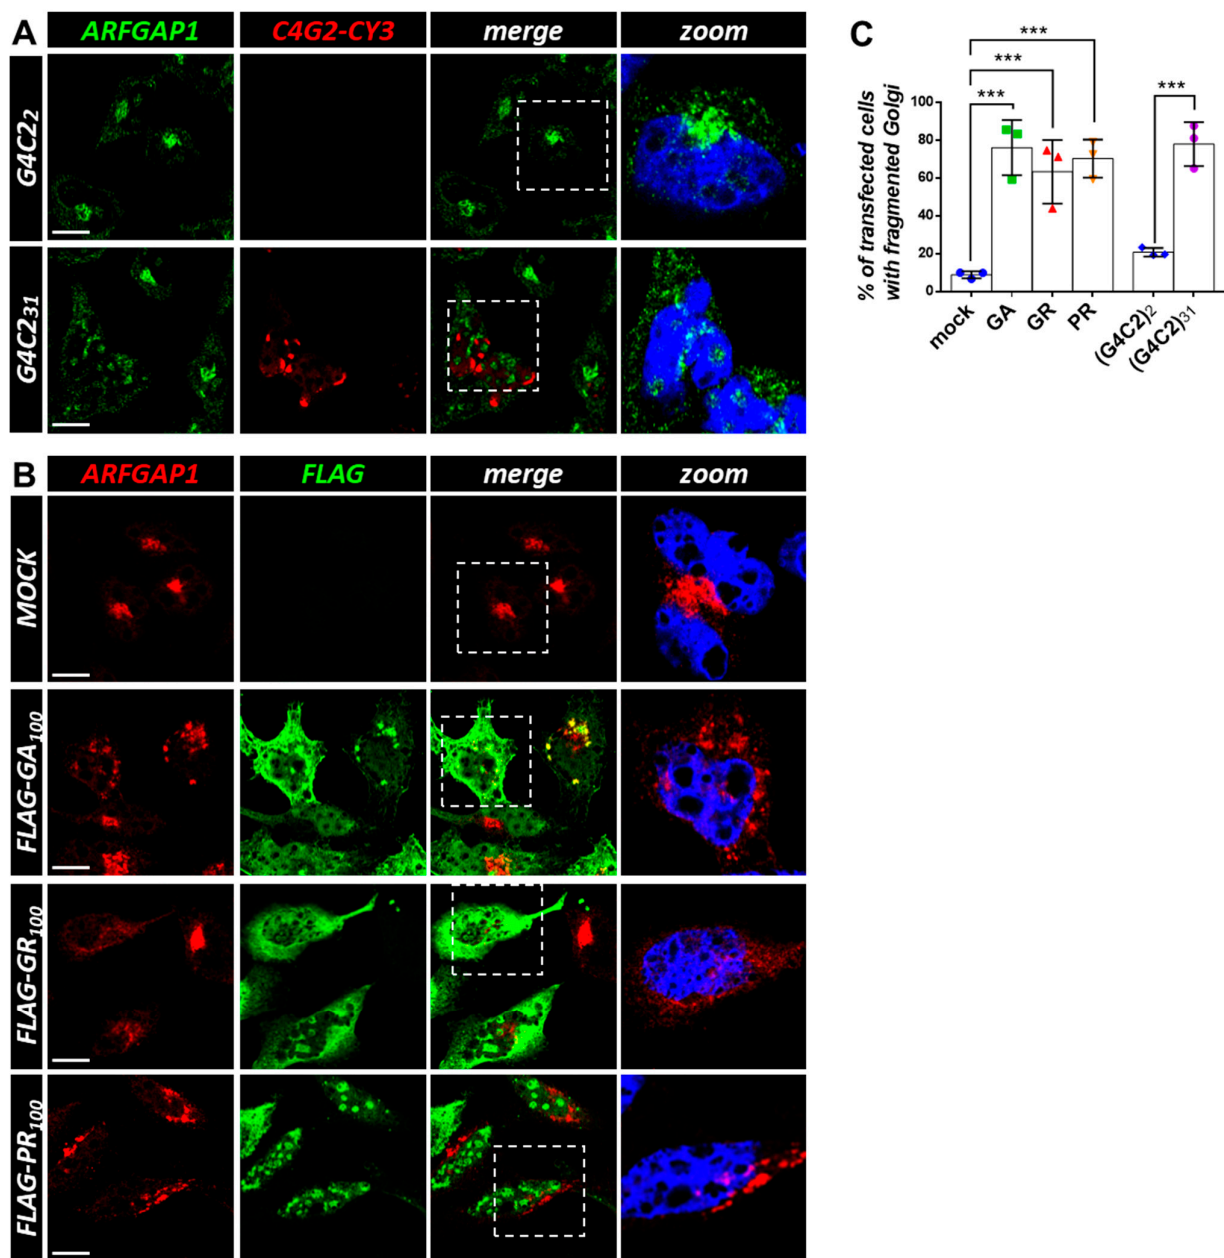 A
ARFGAP1 C4G2-CY3 merge zoom
G4C2₂
G4C2₃₁
B
ARFGAP1 FLAG merge zoom
MOCK
FLAG-GA₁₀₀
FLAG-GR₁₀₀
FLAG-PR₁₀₀
C
% of transfected cells
with fragmented Golgi
100
80
60
40
20
0
***
***
***
***
mock GA GR PR (G4C2)₂ (G4C2)₃₁